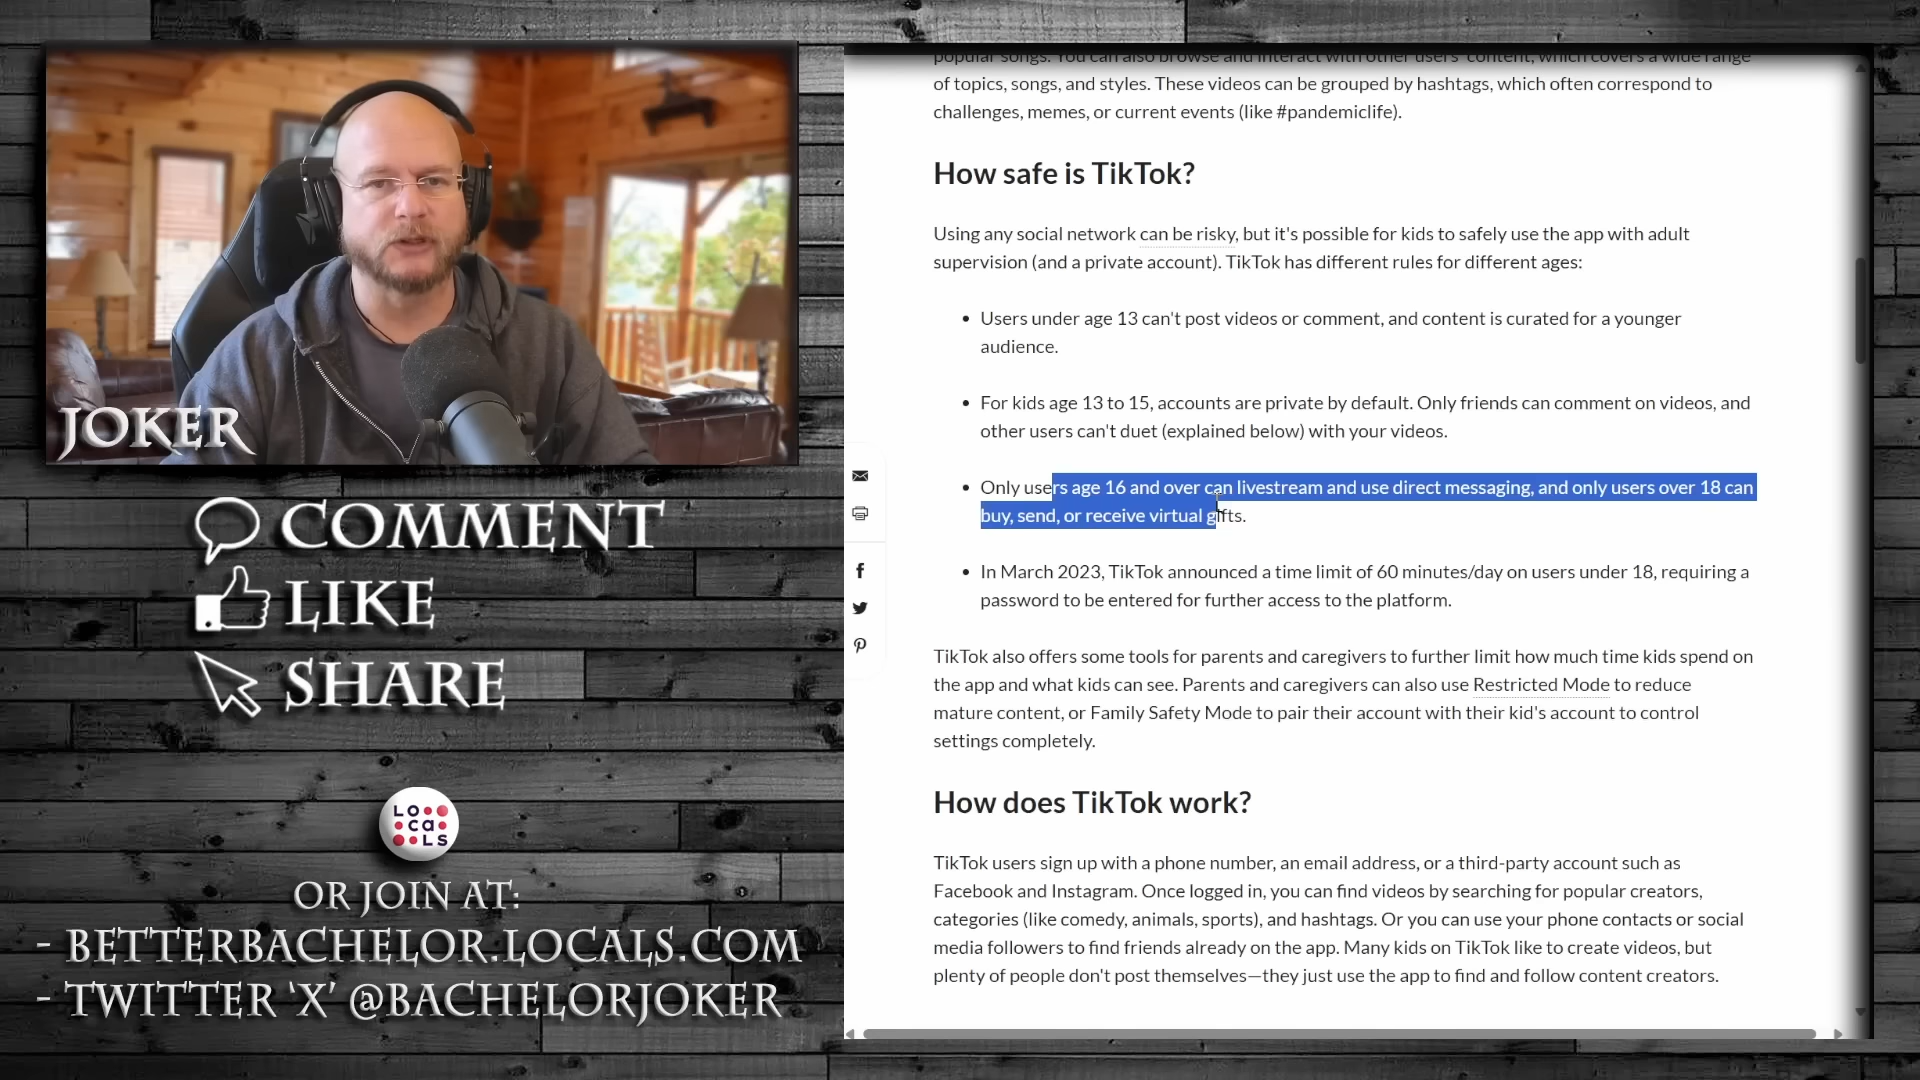 JOKER
COMMENT
LIKE
SHARE
LO
Ca
LS
OR JOIN AT:
- BETTERBACHELOR.LOCALS.COM
- TWITTER ‘X’ @BACHELORJOKER
popular songs. You can also browse and interact with other users' content, which covers a wide range
of topics, songs, and styles. These videos can be grouped by hashtags, which often correspond to
challenges, memes, or current events (like #pandemiclife).
How safe is TikTok?
Using any social network can be risky, but it's possible for kids to safely use the app with adult
supervision (and a private account). TikTok has different rules for different ages:
• Users under age 13 can't post videos or comment, and content is curated for a younger
audience.
• For kids age 13 to 15, accounts are private by default. Only friends can comment on videos, and
other users can't duet (explained below) with your videos.
• Only users age 16 and over can livestream and use direct messaging, and only users over 18 can
buy, send, or receive virtual gifts.
• In March 2023, TikTok announced a time limit of 60 minutes/day on users under 18, requiring a
password to be entered for further access to the platform.
TikTok also offers some tools for parents and caregivers to further limit how much time kids spend on
the app and what kids can see. Parents and caregivers can also use Restricted Mode to reduce
mature content, or Family Safety Mode to pair their account with their kid's account to control
settings completely.
How does TikTok work?
TikTok users sign up with a phone number, an email address, or a third-party account such as
Facebook and Instagram. Once logged in, you can find videos by searching for popular creators,
categories (like comedy, animals, sports), and hashtags. Or you can use your phone contacts or social
media followers to find friends already on the app. Many kids on TikTok like to create videos, but
plenty of people don't post themselves—they just use the app to find and follow content creators.